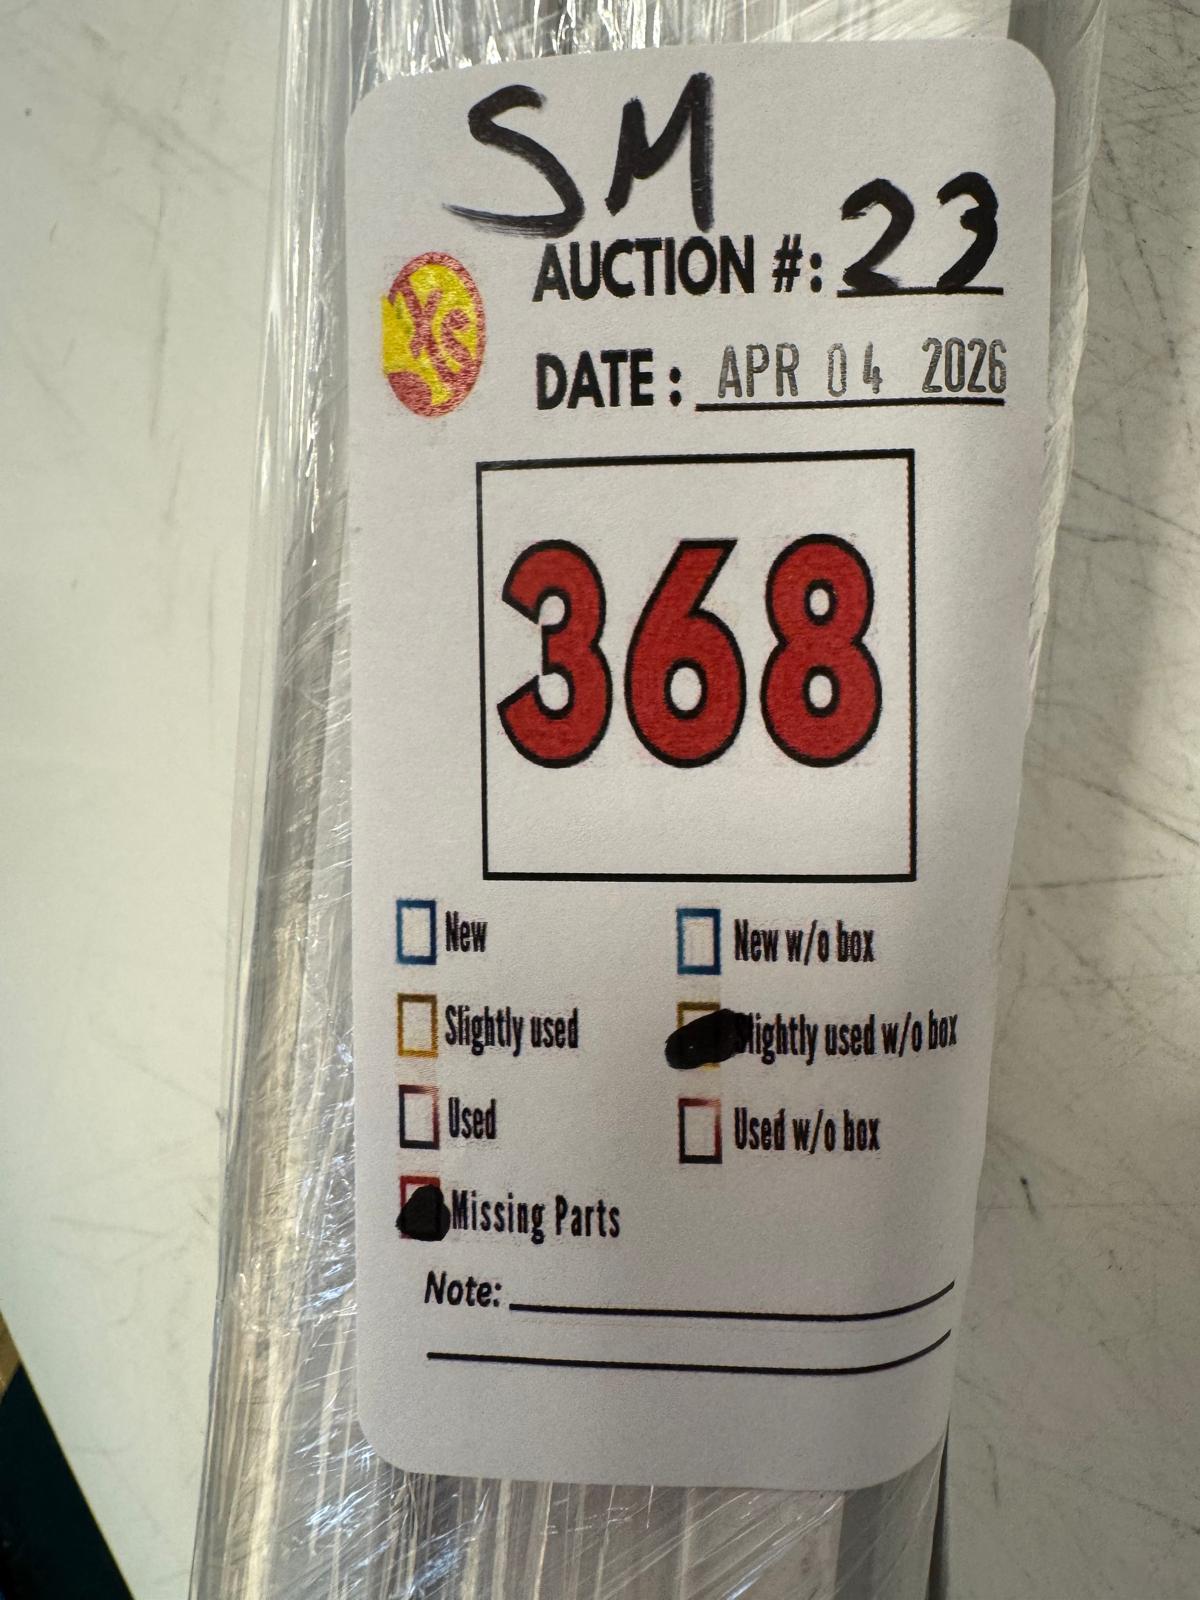 SM
AUCTION #: 23
DATE: APR 04 2026
368
New
New w/o box
Slightly used
Slightly used w/o box
Used
Used w/o box
Missing Parts
Note: